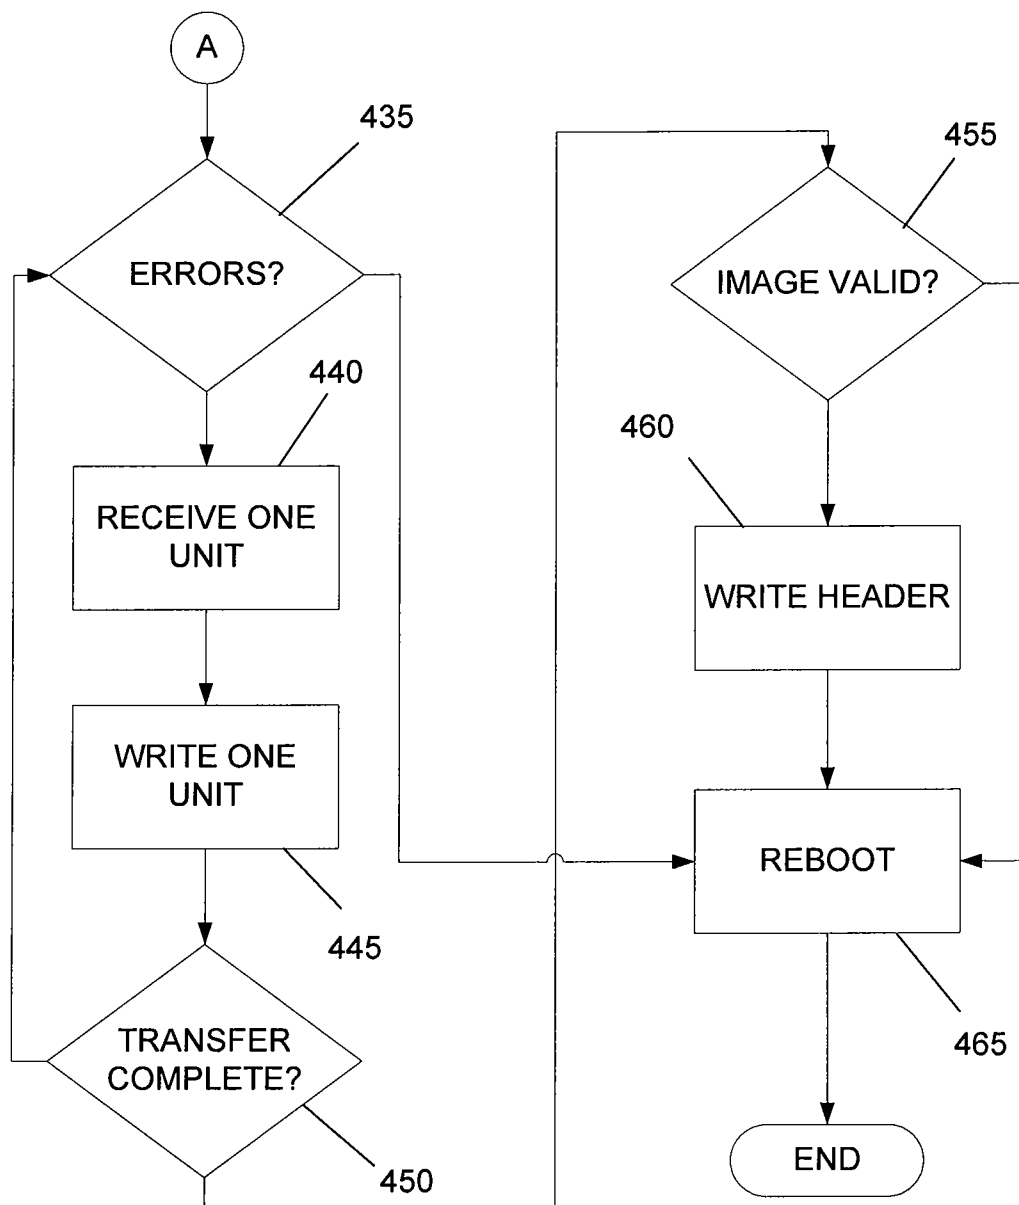 A
435
ERRORS?
440
RECEIVE ONE
UNIT
WRITE ONE
UNIT
445
TRANSFER
COMPLETE?
450
455
IMAGE VALID?
460
WRITE HEADER
REBOOT
465
END